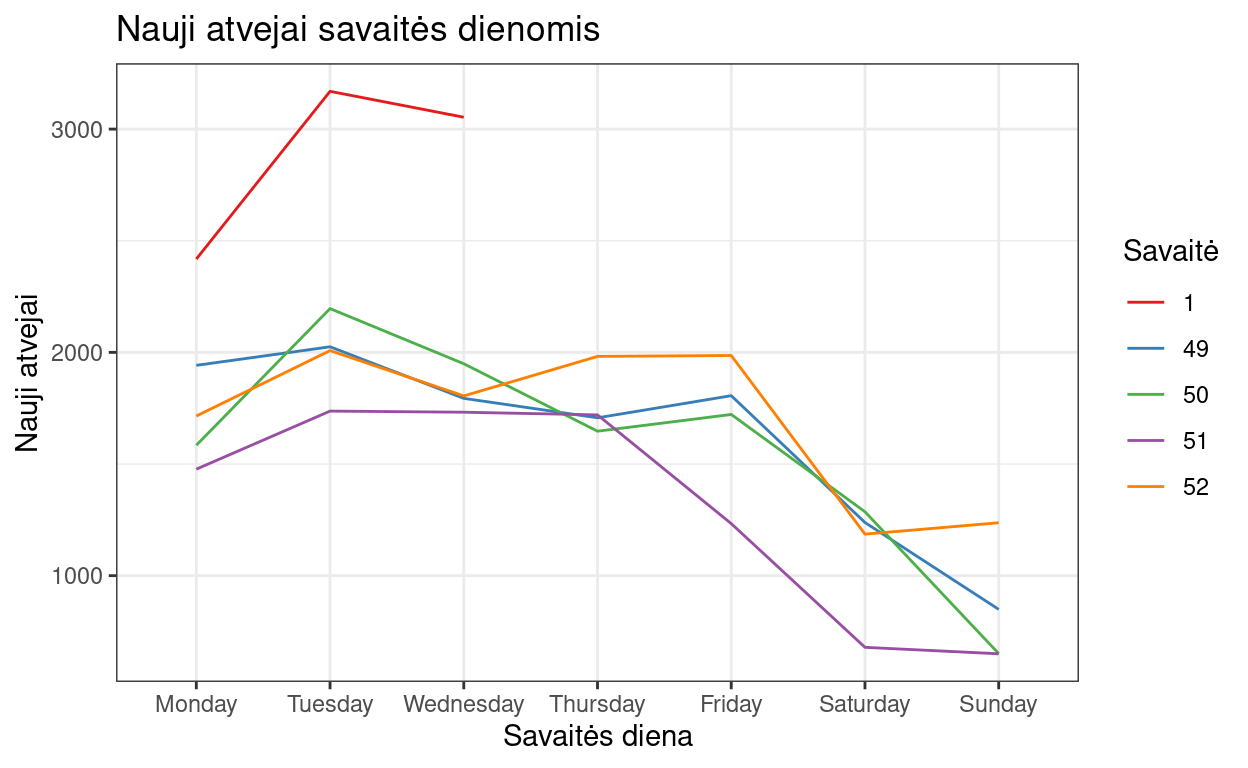 Nauji atvejai savaitės dienomis
Nauji atvejai
3000
2000
1000
Monday Tuesday Wednesday Thursday Friday Saturday Sunday
Savaitės diena
Savaitė
1
49
50
51
52